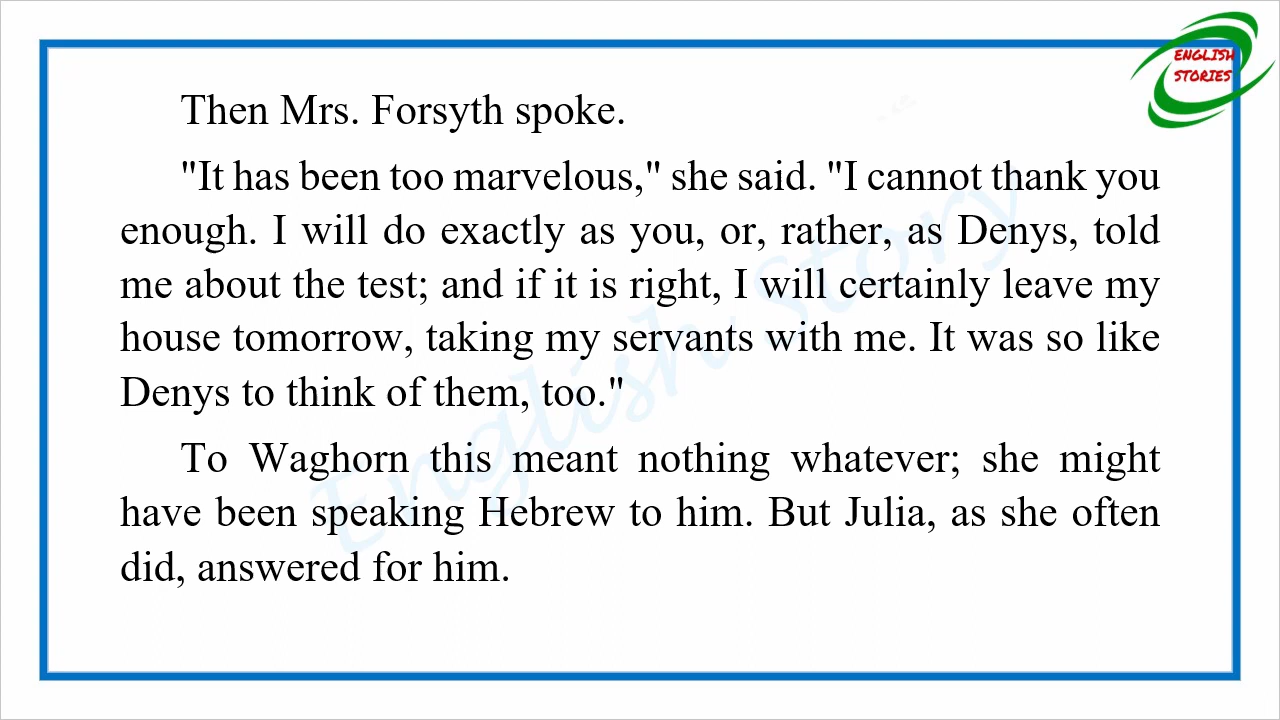 ENGLISH
STORIES
Then Mrs. Forsyth spoke.
"It has been too marvelous," she said. "I cannot thank you
enough. I will do exactly as you, or, rather, as Denys, told
me about the test; and if it is right, I will certainly leave my
house tomorrow, taking my servants with me. It was so like
Denys to think of them, too."
To Waghorn this meant nothing whatever; she might
have been speaking Hebrew to him. But Julia, as she often
did, answered for him.
English Story